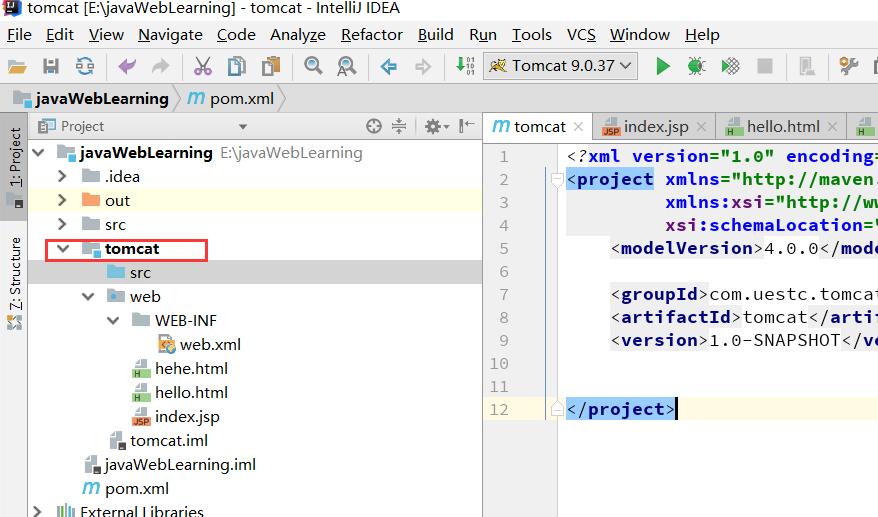 tomcat [E:\javaWebLearning] - tomcat - IntelliJ IDEA
File Edit View Navigate Code Analyze Refactor Build Run Tools VCS Window Help
Tomcat 9.0.37
javaWebLearning m pom.xml
1: Project
Z: Structure
Project
javaWebLearning E:\javaWebLearning
.idea
out
src
tomcat
src
web
WEB-INF
web.xml
hehe.html
hello.html
index.jsp
tomcat.iml
javaWebLearning.iml
m pom.xml
External Libraries
m tomcat JSP index.jsp H hello.html H
1 <?xml version="1.0" encoding=
2 <project xmlns="http://maven.
3 xmlns:xsi="http://w
4 xsi:schemaLocation="
5 <modelVersion>4.0.0</mode
6
7 <groupId>com.uestc.tomcat
8 <artifactId>tomcat</artif
9 <version>1.0-SNAPSHOT</ve
10
11
12 </project>